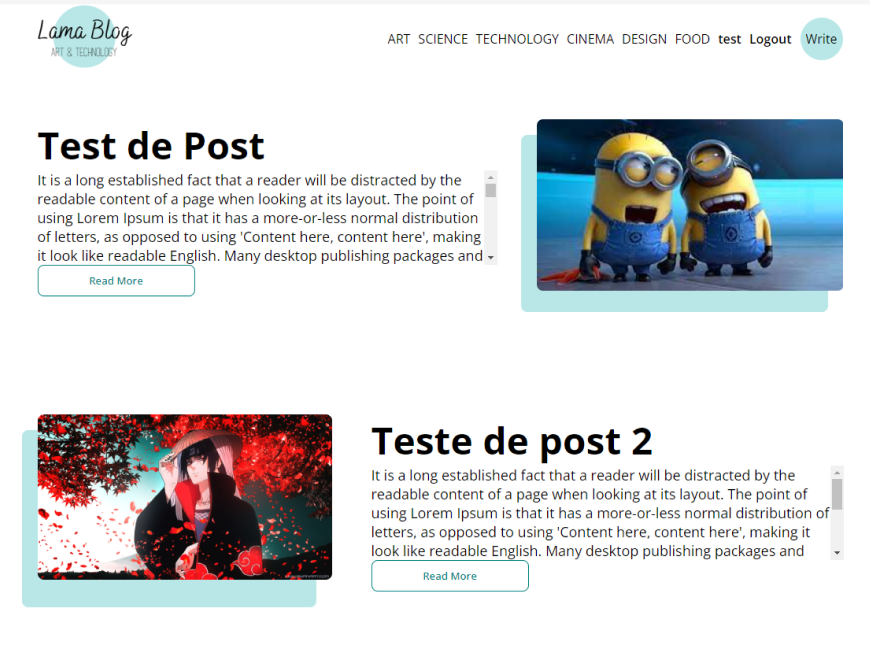 Lama Blog
ART & TECHNOLOGY
ART SCIENCE TECHNOLOGY CINEMA DESIGN FOOD test Logout Write
Test de Post
It is a long established fact that a reader will be distracted by the
readable content of a page when looking at its layout. The point of
using Lorem Ipsum is that it has a more-or-less normal distribution
of letters, as opposed to using 'Content here, content here', making
it look like readable English. Many desktop publishing packages and
Read More
Teste de post 2
It is a long established fact that a reader will be distracted by the
readable content of a page when looking at its layout. The point of
using Lorem Ipsum is that it has a more-or-less normal distribution of
letters, as opposed to using 'Content here, content here', making it
look like readable English. Many desktop publishing packages and
Read More